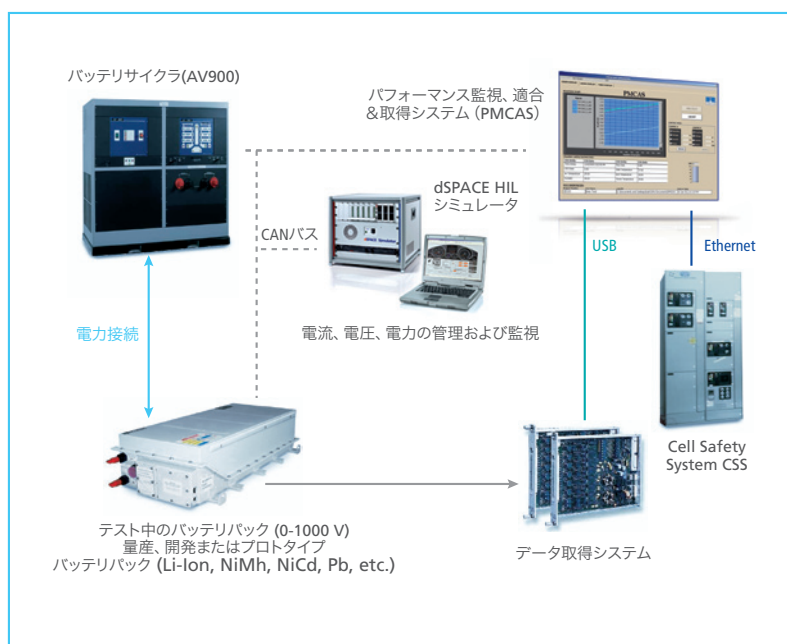 バッテリサイクラ(AV900)
パフォーマンス監視、適合
&取得システム (PMCAS)
PMCAS
dSPACE HIL
シミュレータ
CANバス
USB
Ethernet
電力接続
電流、電圧、電力の管理および監視
Cell Safety
System CSS
テスト中のバッテリパック (0-1000 V)
量産、開発またはプロトタイプ
バッテリパック (Li-Ion, NiMh, NiCd, Pb, etc.)
データ取得システム